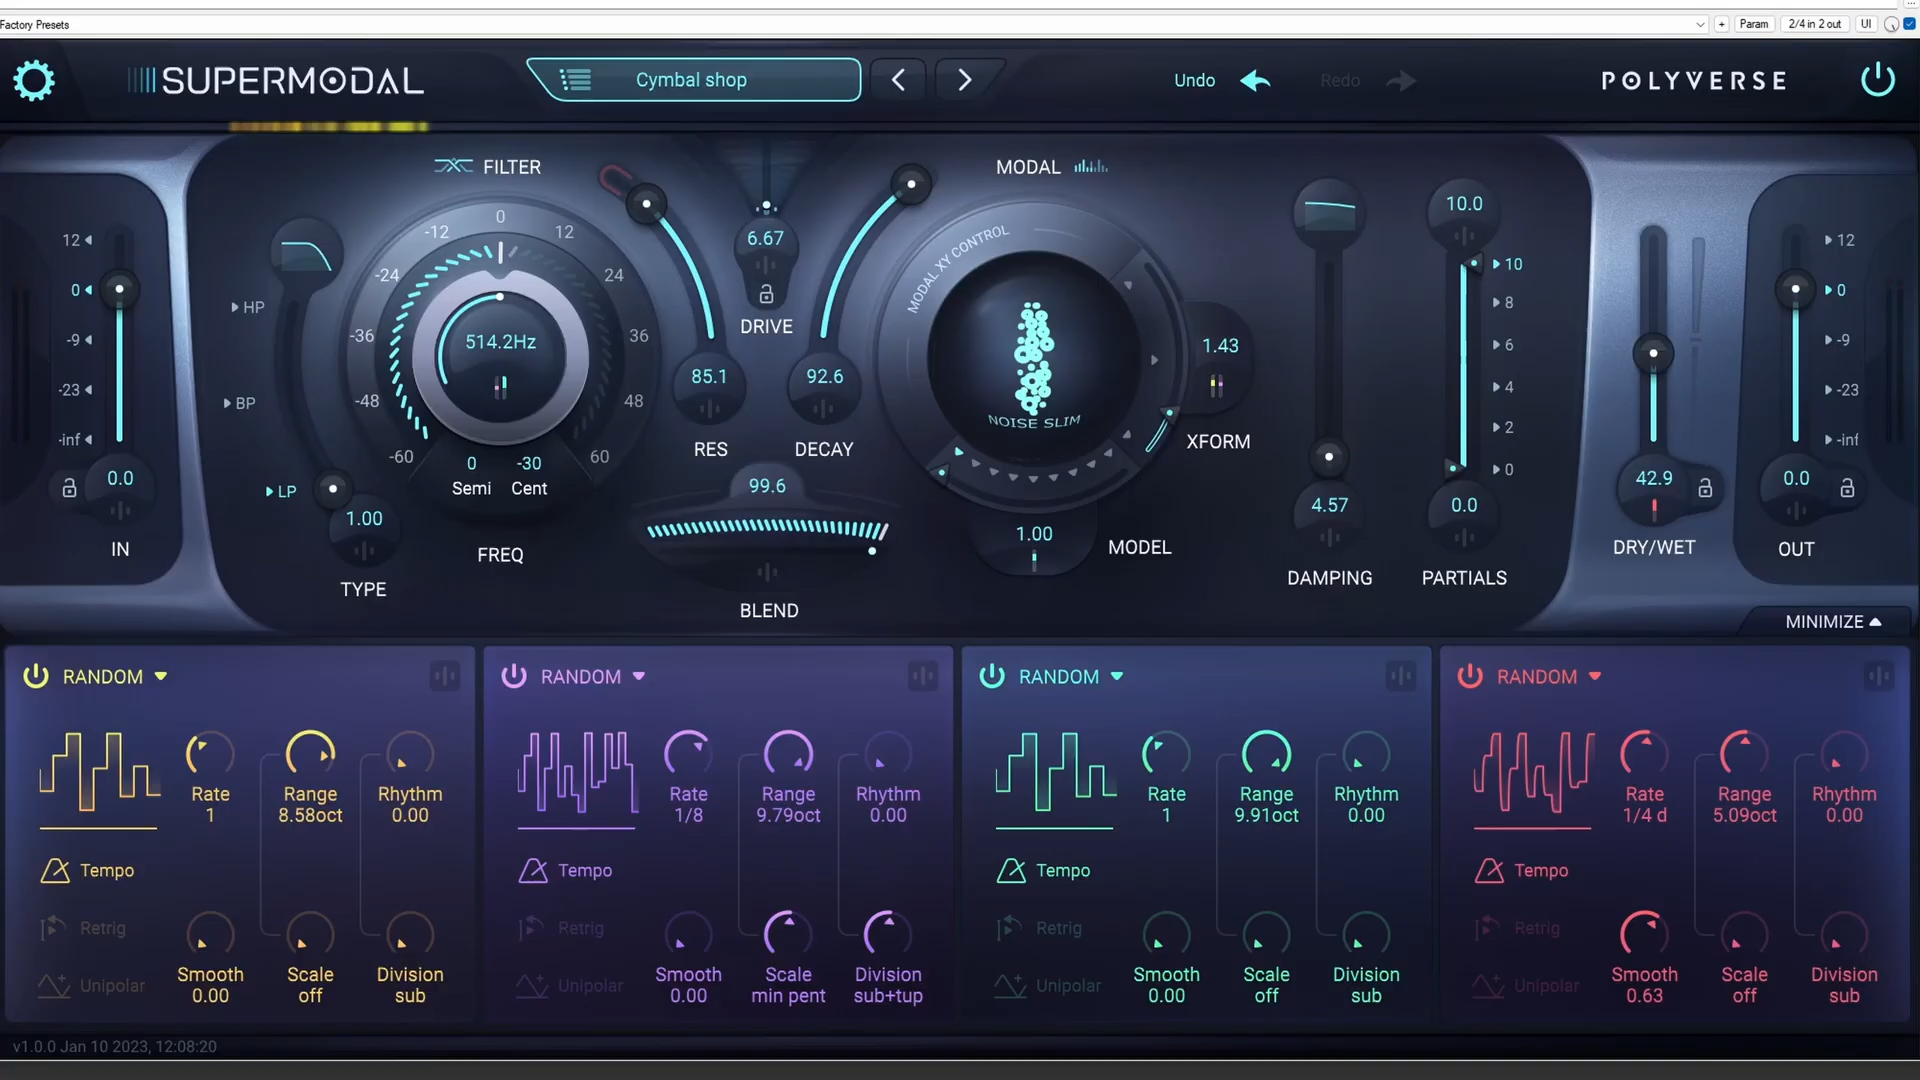 Factory Presets
+ Param 2/4 in 2 out UI
SUPERMODAL
Cymbal shop
Undo
Redo
POLYVERSE
FILTER
MODAL
12
0
-9
-23
-inf
0.0
IN
HP
BP
LP
1.00
TYPE
0
-12
12
-24
24
-36
36
-48
48
-60
60
514.2Hz
0
-30
Semi
Cent
FREQ
6.67
DRIVE
85.1
RES
92.6
DECAY
99.6
BLEND
MODAL XY CONTROL
NOISE SLIM
1.43
XFORM
1.00
MODEL
4.57
DAMPING
10.0
10
8
6
4
2
0
0.0
PARTIALS
42.9
DRY/WET
12
0
-9
-23
-inf
0.0
OUT
MINIMIZE
RANDOM
Rate
1
Range
8.58oct
Rhythm
0.00
Tempo
Retrig
Unipolar
Smooth
0.00
Scale
off
Division
sub
RANDOM
Rate
1/8
Range
9.79oct
Rhythm
0.00
Tempo
Retrig
Unipolar
Smooth
0.00
Scale
min pent
Division
sub+tup
RANDOM
Rate
1
Range
9.91oct
Rhythm
0.00
Tempo
Retrig
Unipolar
Smooth
0.00
Scale
off
Division
sub
RANDOM
Rate
1/4 d
Range
5.09oct
Rhythm
0.00
Tempo
Retrig
Unipolar
Smooth
0.63
Scale
off
Division
sub
v1.0.0 Jan 10 2023, 12:08:20